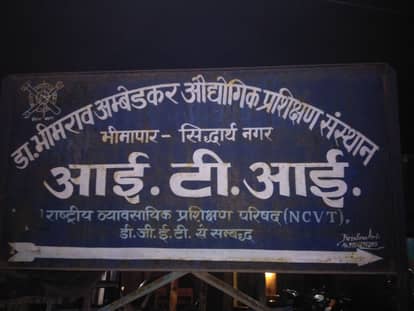 डा.भीमराव अम्बेडकर औद्योगिक प्रशिक्षण संस्थान
भीमापार - सिद्धार्थ नगर
आई.टी.आई.
राष्ट्रीय व्यावसायिक प्रशिक्षण परिषद (NCVT),
डी.जी.ई.टी. से सम्बद्ध